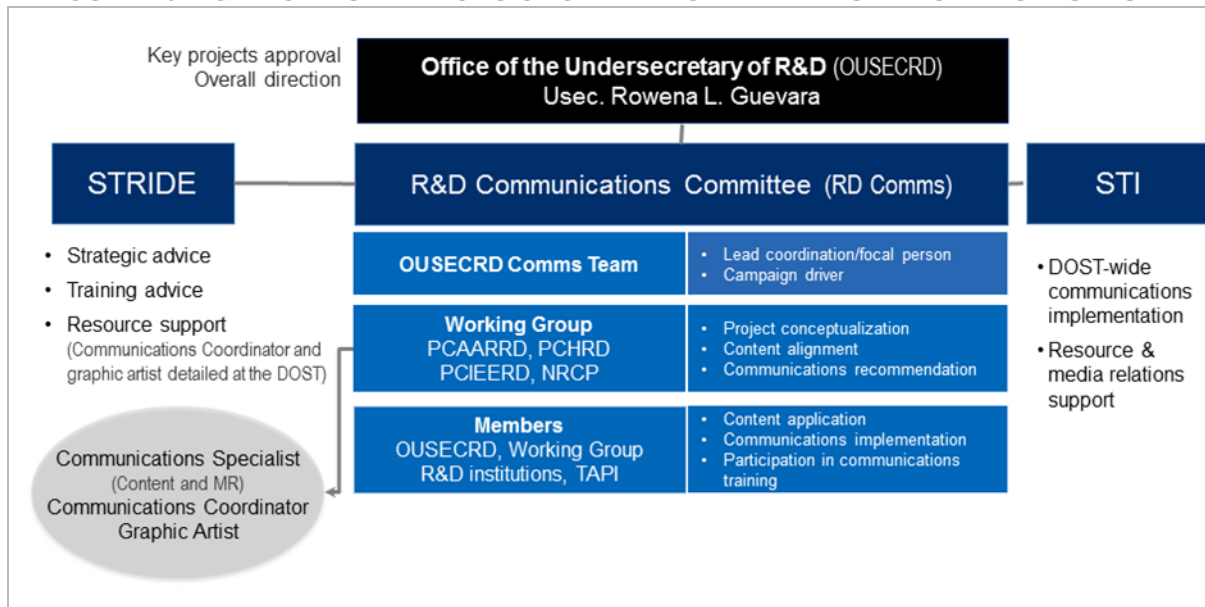 Key projects approval
Overall direction
Office of the Undersecretary of R&D (OUSECRD)
Usec. Rowena L. Guevara
STRIDE
R&D Communications Committee (RD Comms)
STI
• Strategic advice
• Training advice
• Resource support
(Communications Coordinator and
graphic artist detailed at the DOST)
OUSECRD Comms Team
• Lead coordination/focal person
• Campaign driver
Working Group
PCAARRD, PCHRD
PCIEERD, NRCP
• Project conceptualization
• Content alignment
• Communications recommendation
Members
OUSECRD, Working Group
R&D institutions, TAPI
• Content application
• Communications implementation
• Participation in communications
training
• DOST-wide
communications
implementation
• Resource &
media relations
support
Communications Specialist
(Content and MR)
Communications Coordinator
Graphic Artist